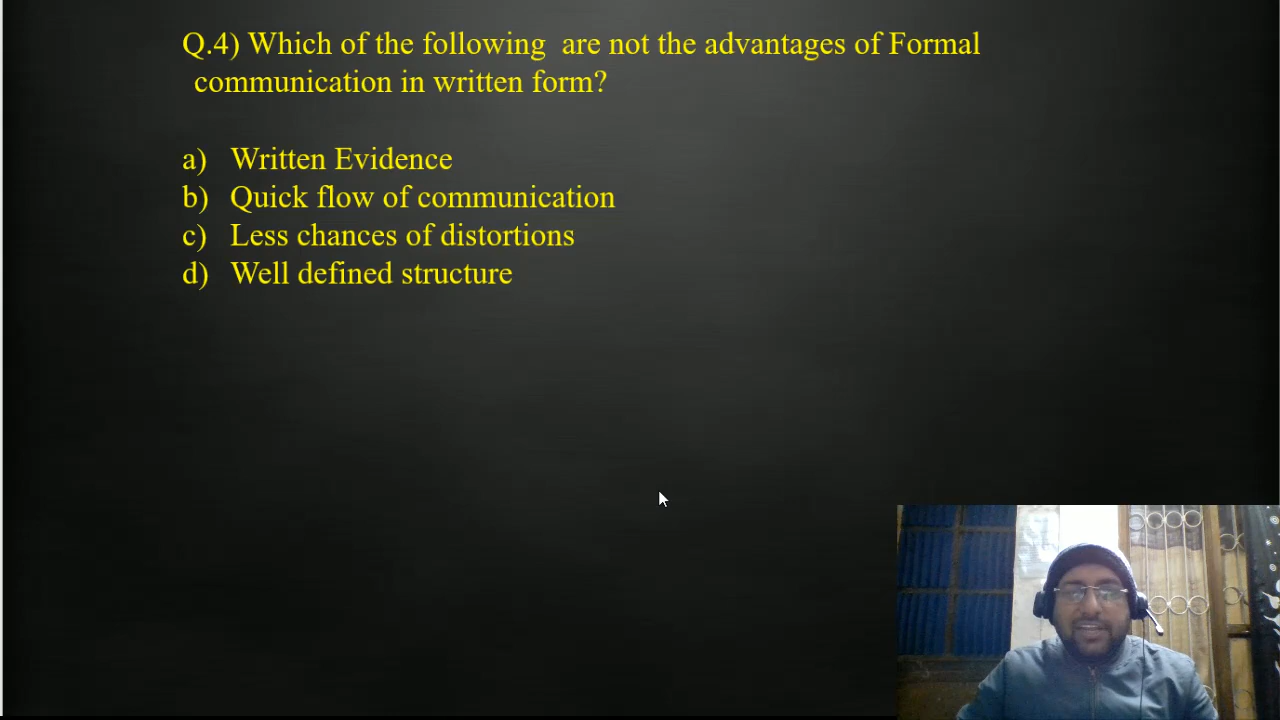 Q.4) Which of the following are not the advantages of Formal
communication in written form?
a) Written Evidence
b) Quick flow of communication
c) Less chances of distortions
d) Well defined structure